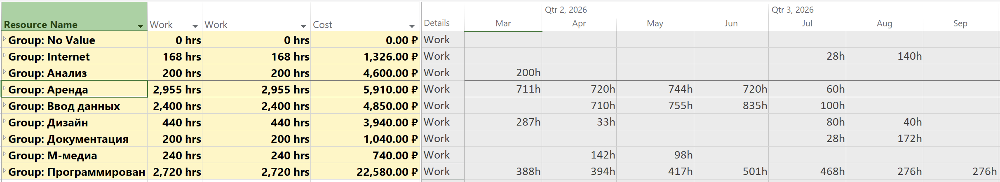 Qtr 2, 2026 Qtr 3, 2026
Resource Name Work Work Cost Details Mar Apr May Jun Jul Aug Sep
Group: No Value 0 hrs 0 hrs 0.00 ₽ Work
Group: Internet 168 hrs 168 hrs 1,326.00 ₽ Work 28h 140h
Group: Анализ 200 hrs 200 hrs 4,600.00 ₽ Work 200h
Group: Аренда 2,955 hrs 2,955 hrs 5,910.00 ₽ Work 711h 720h 744h 720h 60h
Group: Ввод данных 2,400 hrs 2,400 hrs 4,850.00 ₽ Work 710h 755h 835h 100h
Group: Дизайн 440 hrs 440 hrs 3,940.00 ₽ Work 287h 33h 80h 40h
Group: Документация 200 hrs 200 hrs 1,040.00 ₽ Work 28h 172h
Group: М-медиа 240 hrs 240 hrs 740.00 ₽ Work 142h 98h
Group: Программирован 2,720 hrs 2,720 hrs 22,580.00 ₽ Work 388h 394h 417h 501h 468h 276h 276h